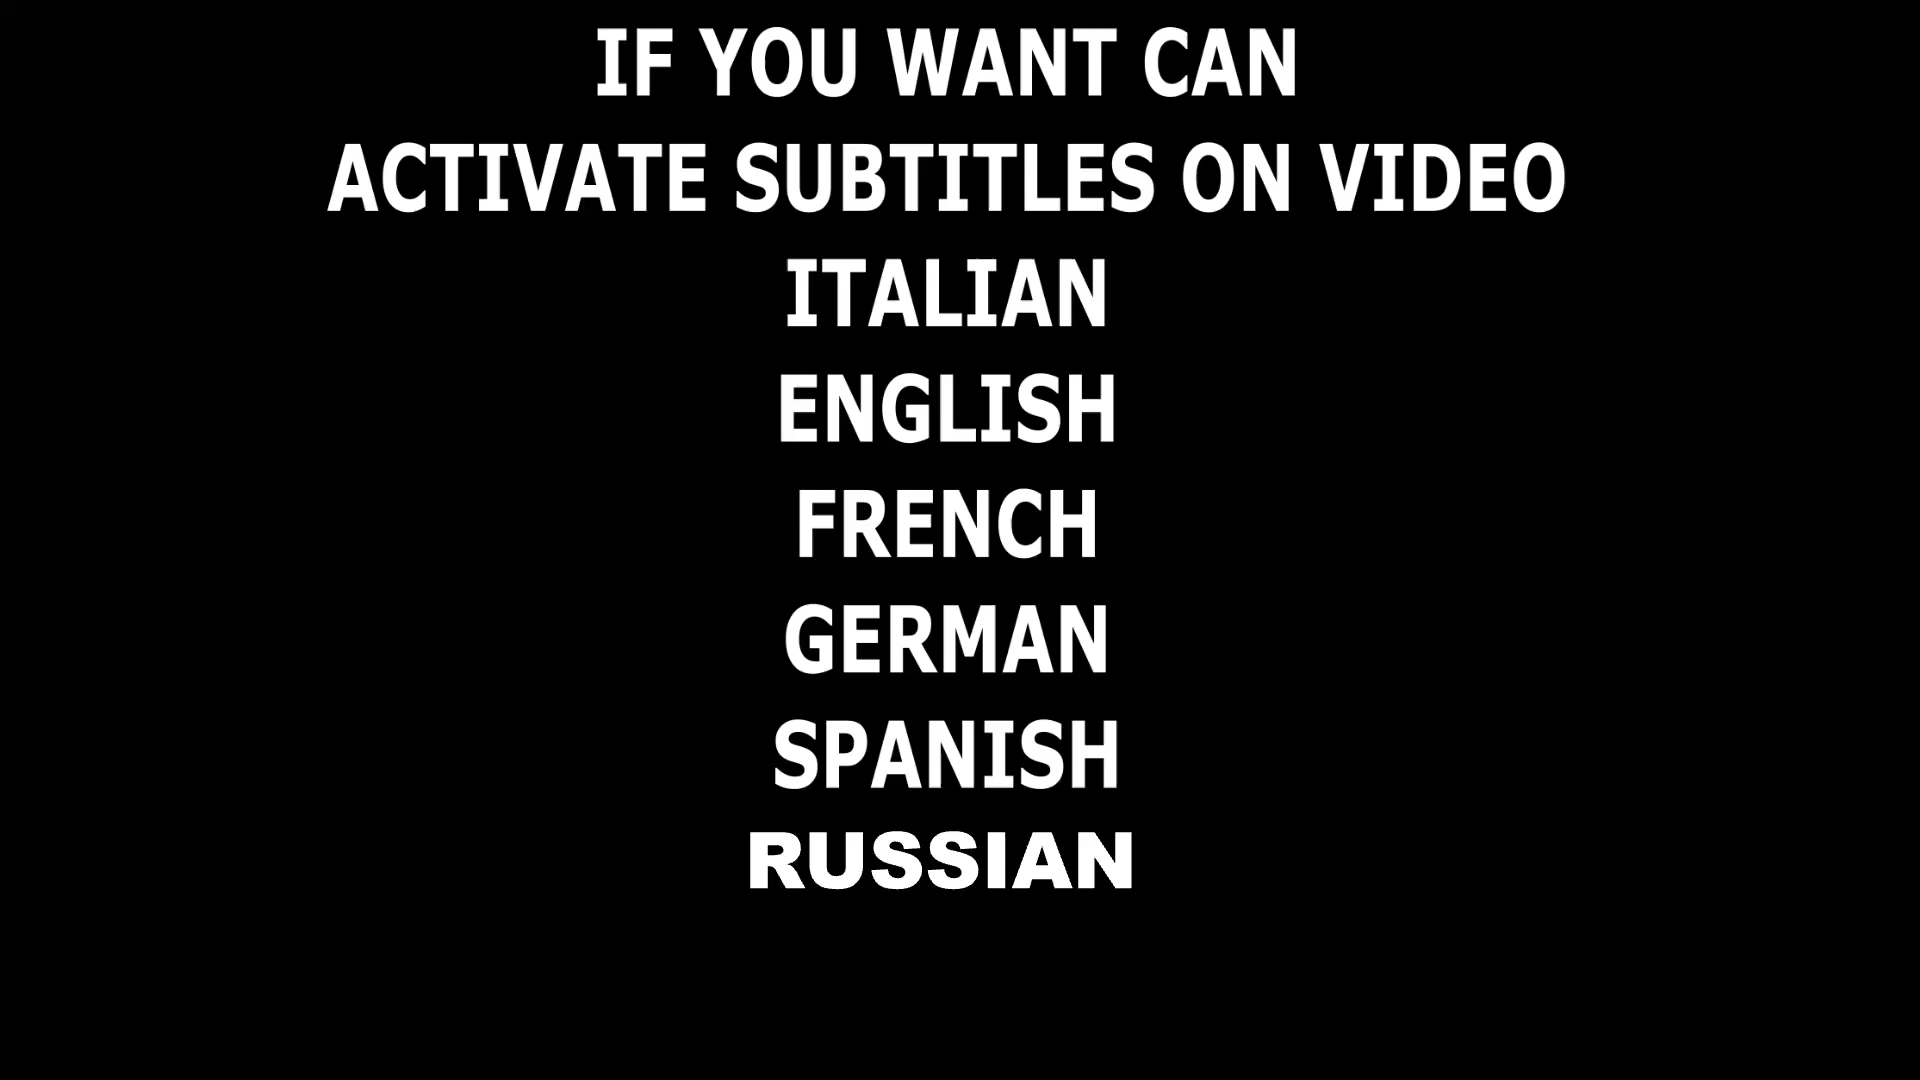 IF YOU WANT CAN
ACTIVATE SUBTITLES ON VIDEO
ITALIAN
ENGLISH
FRENCH
GERMAN
SPANISH
RUSSIAN